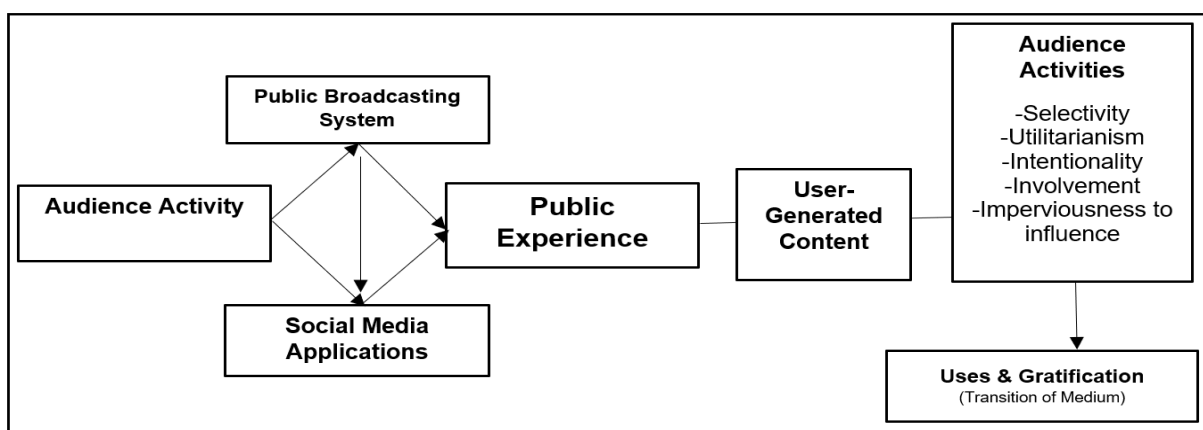 Public Broadcasting
System
Audience Activity
Social Media
Applications
Public
Experience
User-
Generated
Content
Audience
Activities
-Selectivity
-Utilitarianism
-Intentionality
-Involvement
-Imperviousness to
influence
Uses & Gratification
(Transition of Medium)